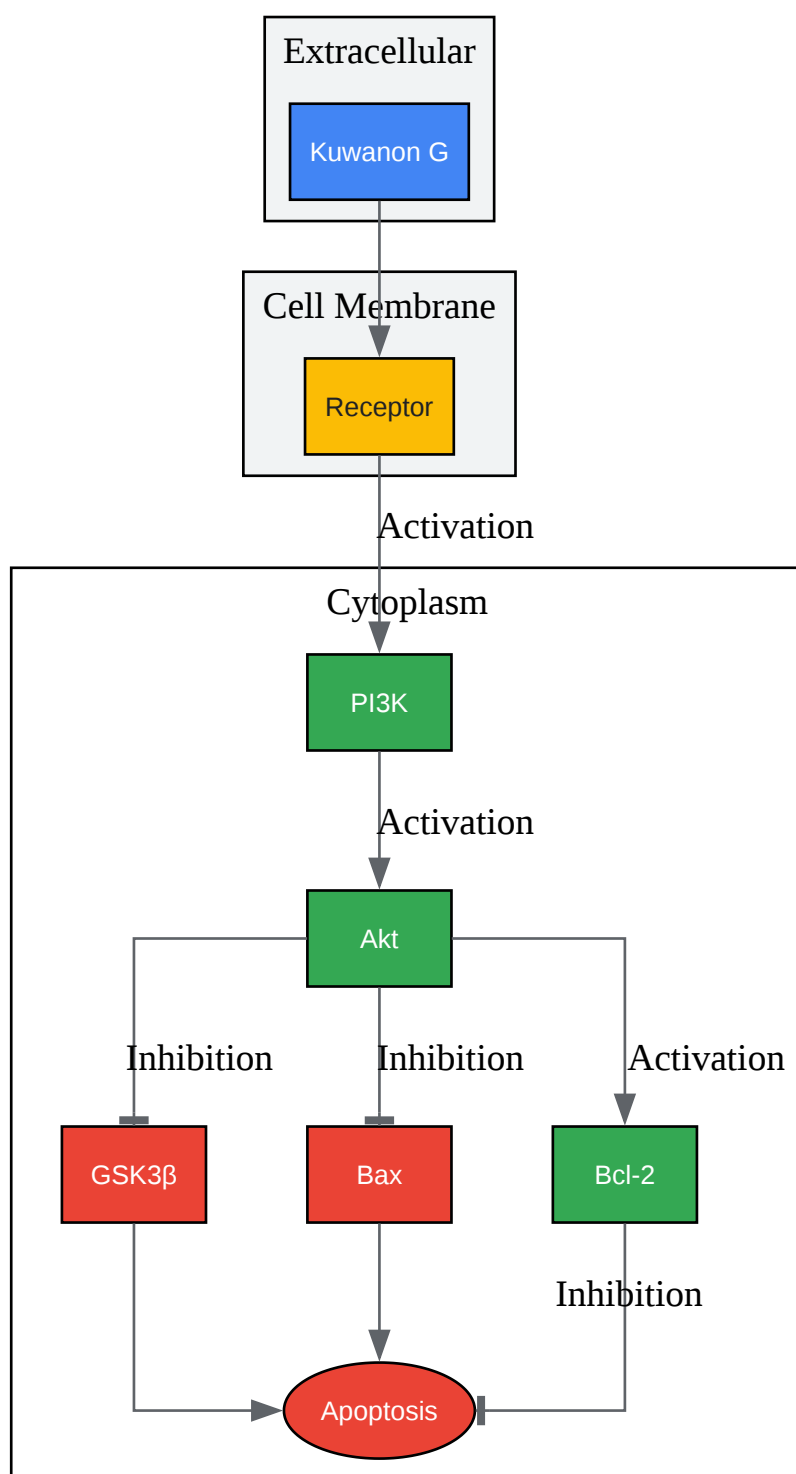 Extracellular
Kuwanon G
Cell Membrane
Receptor
Activation
Cytoplasm
PI3K
Activation
Akt
Inhibition
Inhibition
Activation
GSK3β
Bax
Bcl-2
Inhibition
Apoptosis